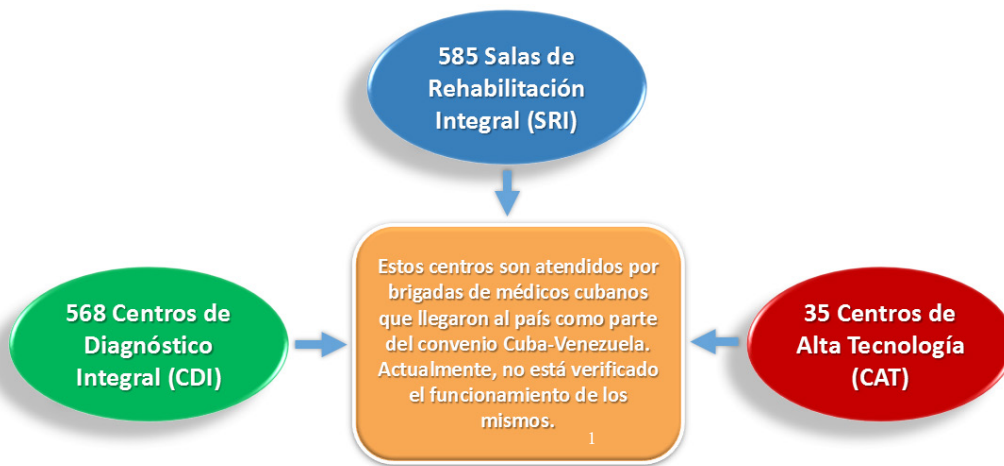 585 Salas de
Rehabilitación
Integral (SRI)
568 Centros de
Diagnóstico
Integral (CDI)
Estos centros son atendidos por
brigadas de médicos cubanos
que llegaron al país como parte
del convenio Cuba-Venezuela.
Actualmente, no está verificado
el funcionamiento de los
mismos.
1
35 Centros de
Alta Tecnología
(CAT)